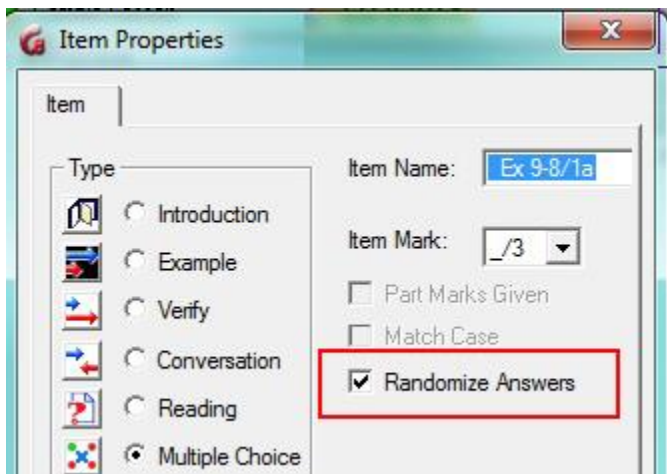 Item Properties
Item
Type
Introduction
Example
Verify
Conversation
Reading
Multiple Choice
Item Name: Ex 9-8/1a
Item Mark: _/3
Part Marks Given
Match Case
Randomize Answers